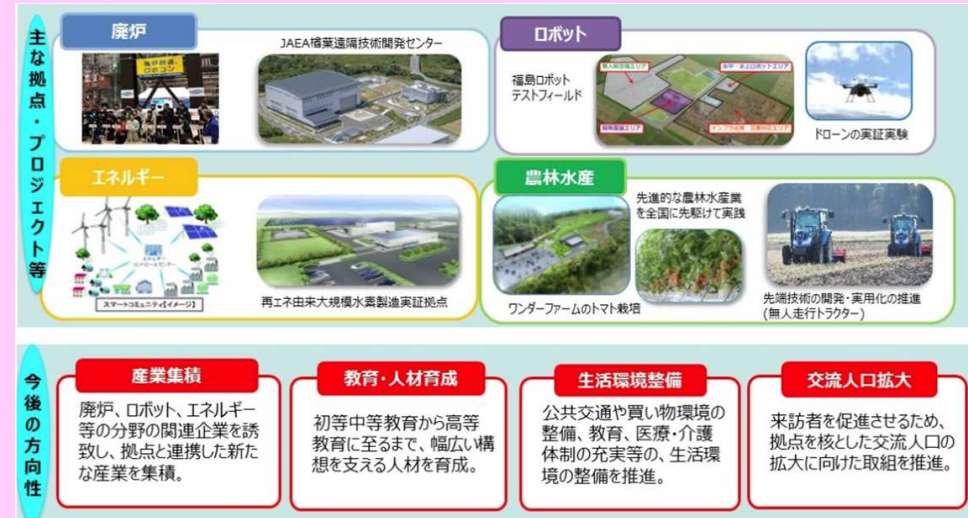 主な拠点・プロジェクト等
廃炉
JAEA楢葉遠隔技術開発センター
ロボット
福島ロボット
テストフィールド
ドローンの実証実験
エネルギー
スマートコミュニティ【イメージ】
再エネ由来大規模水素製造実証拠点
農林水産
先進的な農林水産業
を全国に先駆けて実践
ワンダーファームのトマト栽培
先端技術の開発・実用化の推進
(無人走行トラクター)
今後の方向性
産業集積
廃炉、ロボット、エネルギー
等の分野の関連企業を誘
致し、拠点と連携した新た
な産業を集積。
教育・人材育成
初等中等教育から高等
教育に至るまで、幅広い構
想を支える人材を育成。
生活環境整備
公共交通や買い物環境の
整備、教育、医療・介護
体制の充実等の、生活環
境の整備を推進。
交流人口拡大
来訪者を促進させるため、
拠点を核とした交流人口の
拡大に向けた取組を推進。